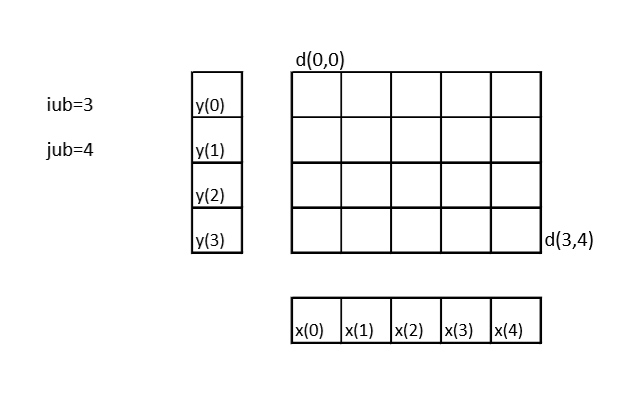 d(0,0)
iub=3
y(0)
jub=4
y(1)
y(2)
y(3)
d(3,4)
x(0) x(1) x(2) x(3) x(4)